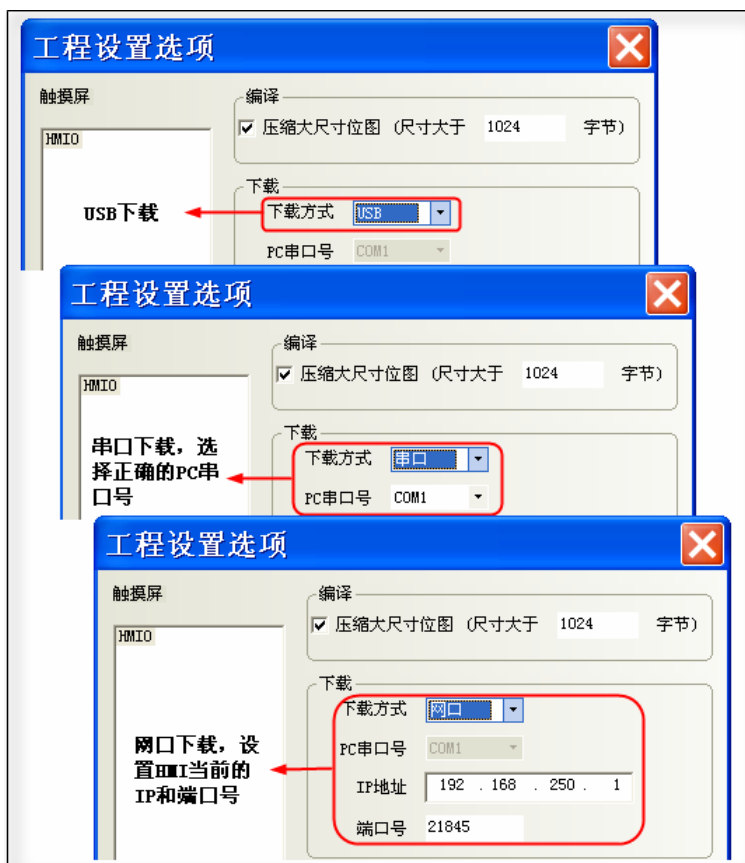 工程设置选项
触摸屏
编译
HMI0
压缩大尺寸位图 (尺寸大于 1024 字节)
下载
USB下载
下载方式 USB
PC串口号 COM1
工程设置选项
触摸屏
编译
HMI0
压缩大尺寸位图 (尺寸大于 1024 字节)
下载
串口下载，选
择正确的PC串
口号
下载方式 串口
PC串口号 COM1
工程设置选项
触摸屏
编译
HMI0
压缩大尺寸位图 (尺寸大于 1024 字节)
下载
网口下载，设
置HMI当前的
IP和端口号
下载方式 网口
PC串口号 COM1
IP地址 192 . 168 . 250 . 1
端口号 21845